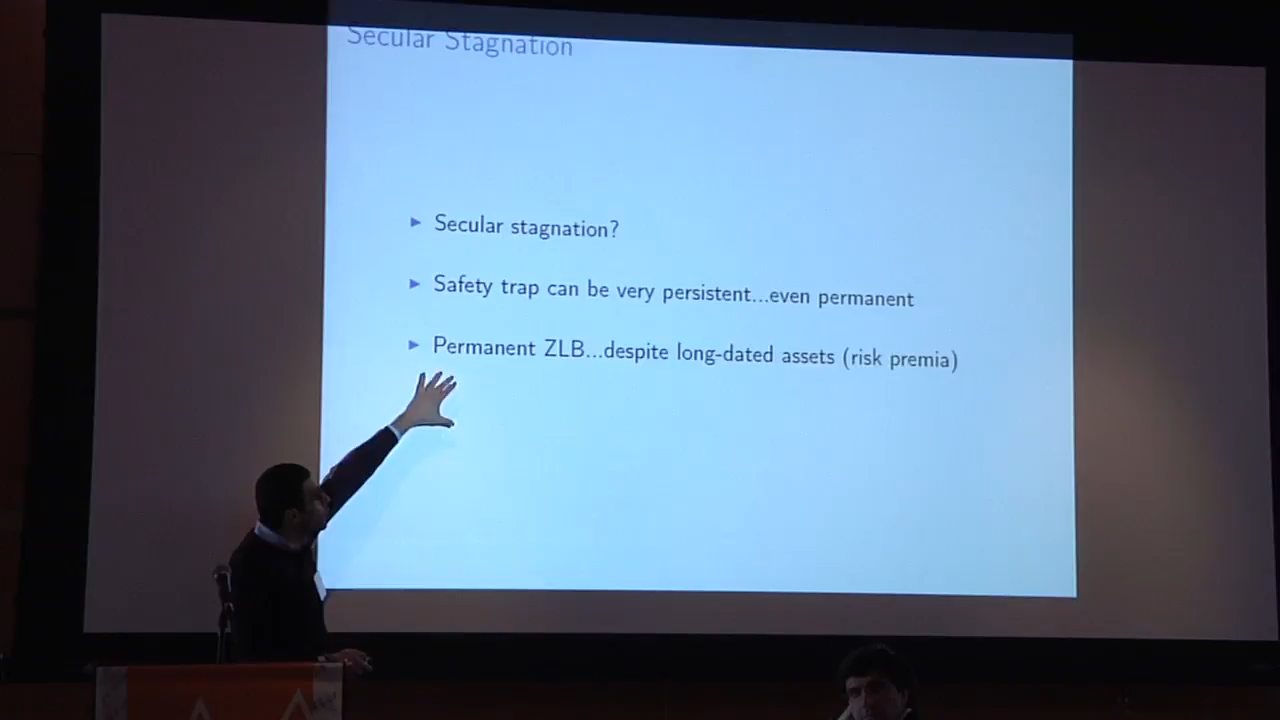 Secular Stagnation
▶ Secular stagnation?
▶ Safety trap can be very persistent...even permanent
▶ Permanent ZLB...despite long-dated assets (risk premia)